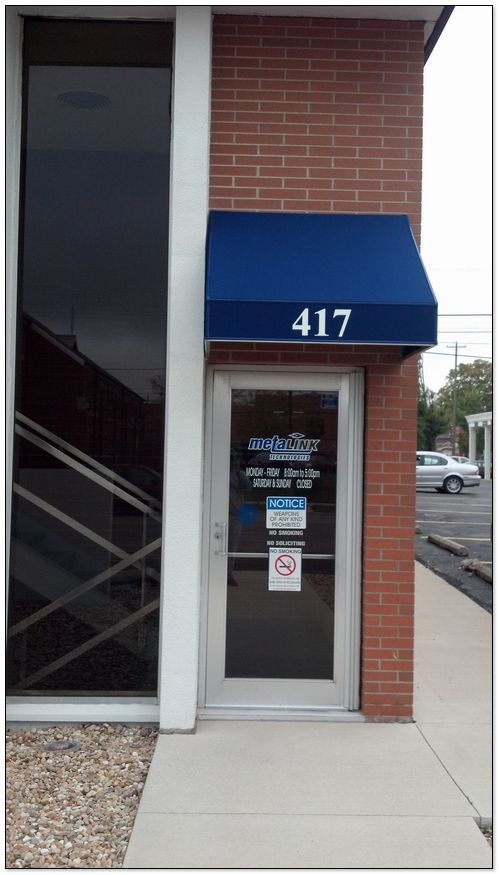 417
metaLINK
TECHNOLOGIES
MONDAY - FRIDAY 8:00am to 5:00pm
SATURDAY & SUNDAY CLOSED
NOTICE
WEAPONS
OF ANY KIND
PROHIBITED
NO SMOKING
NO SOLICITING
NO SMOKING